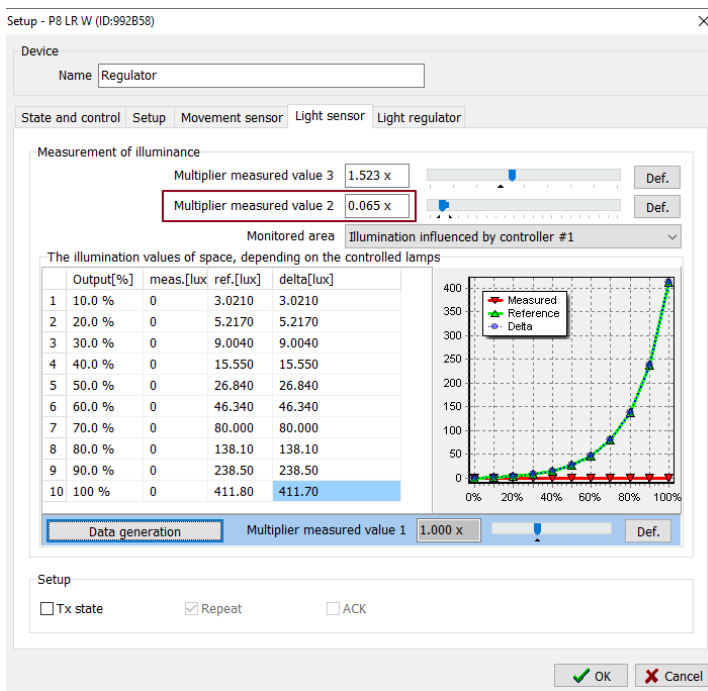 Setup - P8 LR W (ID:992B58)
Device
Name Regulator
State and control Setup Movement sensor Light sensor Light regulator
Measurement of illuminance
Multiplier measured value 3 1.523 x Def.
Multiplier measured value 2 0.065 x Def.
Monitored area Illumination influenced by controller #1
The illumination values of space, depending on the controlled lamps
Output[%] meas.[lux ref.[lux] delta[lux]
1 10.0 % 0 3.0210 3.0210
2 20.0 % 0 5.2170 5.2170
3 30.0 % 0 9.0040 9.0040
4 40.0 % 0 15.550 15.550
5 50.0 % 0 26.840 26.840
6 60.0 % 0 46.340 46.340
7 70.0 % 0 80.000 80.000
8 80.0 % 0 138.10 138.10
9 90.0 % 0 238.50 238.50
10 100 % 0 411.80 411.70
400
350
300
250
200
150
100
50
0
Measured
Reference
Delta
0% 20% 40% 60% 80% 100%
Data generation Multiplier measured value 1 1.000 x Def.
Setup
Tx state Repeat ACK
OK Cancel